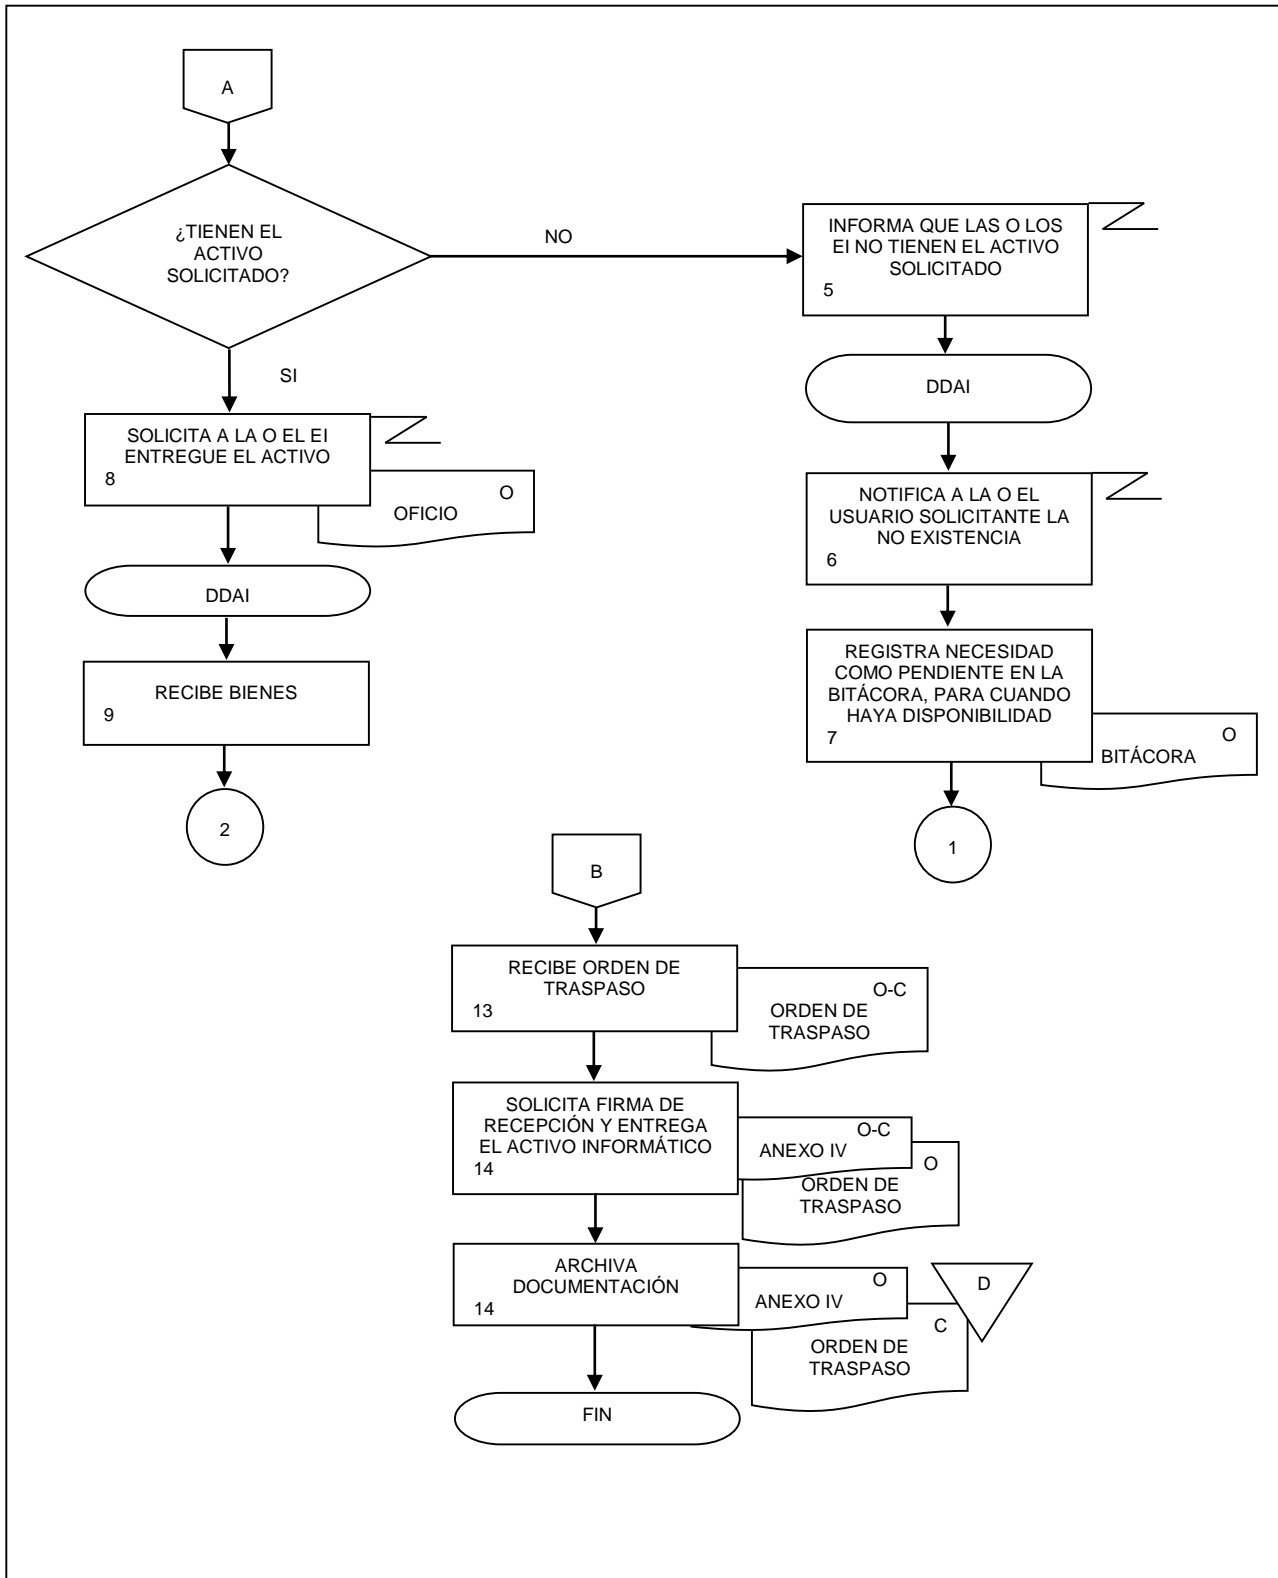 A
¿TIENEN EL
ACTIVO
SOLICITADO?
NO
INFORMA QUE LAS O LOS
EI NO TIENEN EL ACTIVO
SOLICITADO
5
SI
DDAI
SOLICITA A LA O EL EI
ENTREGUE EL ACTIVO
8
O
OFICIO
NOTIFICA A LA O EL
USUARIO SOLICITANTE LA
NO EXISTENCIA
6
DDAI
REGISTRA NECESIDAD
COMO PENDIENTE EN LA
BITÁCORA, PARA CUANDO
HAYA DISPONIBILIDAD
7
O
BITÁCORA
RECIBE BIENES
9
2
1
B
RECIBE ORDEN DE
TRASPASO
13
O-C
ORDEN DE
TRASPASO
SOLICITA FIRMA DE
RECEPCIÓN Y ENTREGA
EL ACTIVO INFORMÁTICO
14
O-C
ANEXO IV
O
ORDEN DE
TRASPASO
ARCHIVA
DOCUMENTACIÓN
14
O
ANEXO IV
D
C
ORDEN DE
TRASPASO
FIN